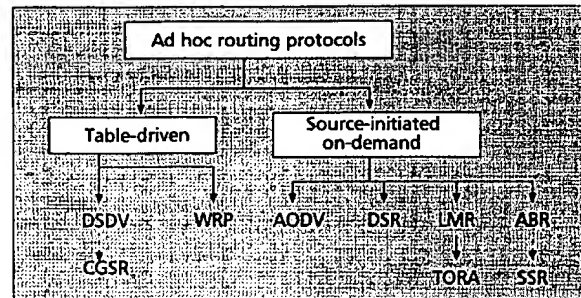 Ad hoc routing protocols
Table-driven
Source-initiated
on-demand
DSDV WRP AODV DSR LMR ABR
CGSR TORA SSR